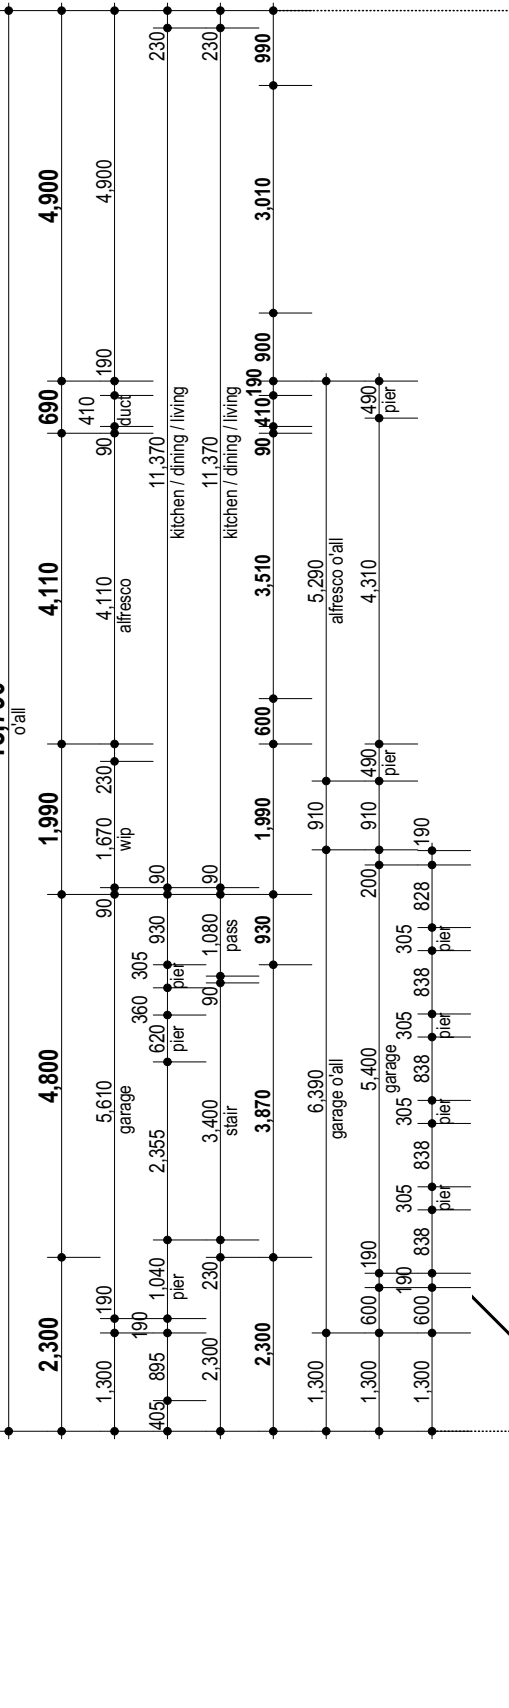 o'all
2,300 4,800 1,990 4,110 690 4,900
1,300 190 5,610 90 1,670 230 4,110 90 410 190 4,900
garage wip alfresco duct
405 895 190 1,040 2,355 620 360 305 930 90 11,370 230
pier pier pier kitchen / dining / living
2,300 230 3,400 90 1,080 90 11,370 230
stair pass kitchen / dining / living
2,300 3,870 930 1,990 600 3,510 90 410 190 900 3,010 990
1,300 6,390 910 5,290
garage o'all alfresco o'all
1,300 600 190 5,400 200 910 490 4,310 490
garage pier pier
1,300 600 190 838 305 838 305 838 305 838 305 828 190
pier pier pier pier